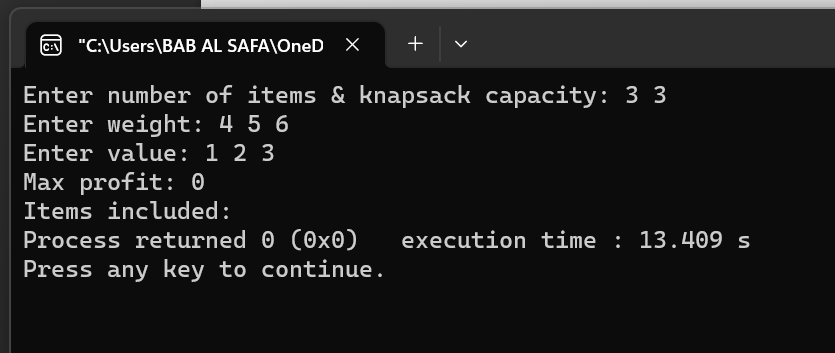 "C:\Users\BAB AL SAFA\OneD
Enter number of items & knapsack capacity: 3 3
Enter weight: 4 5 6
Enter value: 1 2 3
Max profit: 0
Items included:
Process returned 0 (0x0)   execution time : 13.409 s
Press any key to continue.